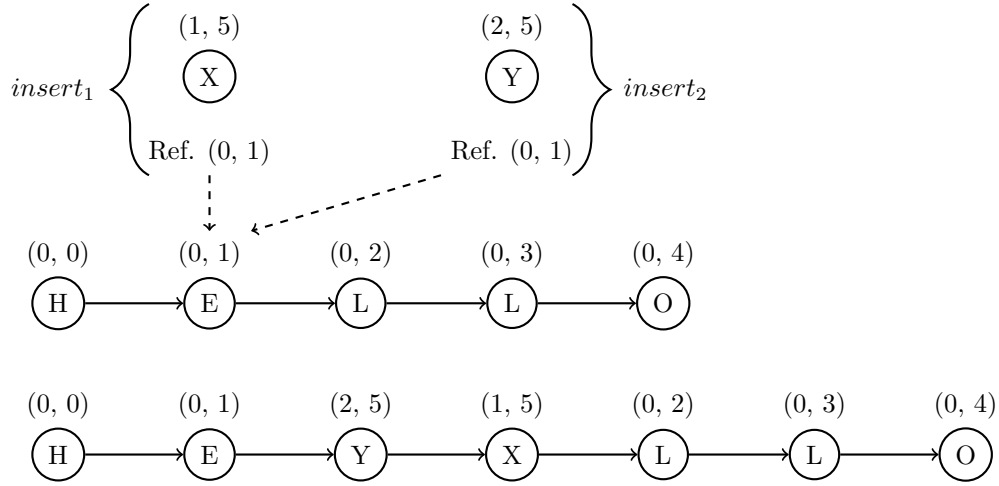 (1, 5) (2, 5)
X Y
insert1 insert2
Ref. (0, 1) Ref. (0, 1)
(0, 0) (0, 1) (0, 2) (0, 3) (0, 4)
H E L L O
(0, 0) (0, 1) (2, 5) (1, 5) (0, 2) (0, 3) (0, 4)
H E Y X L L O